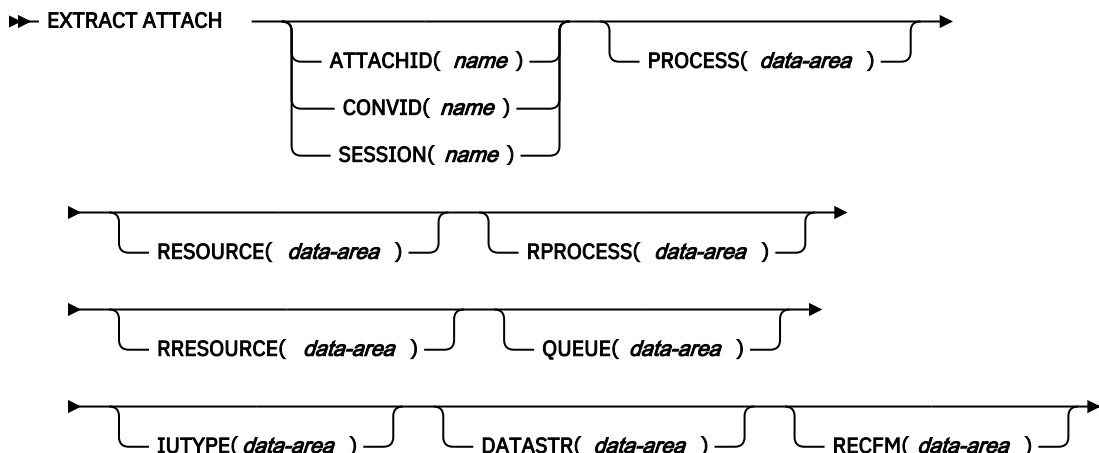 EXTRACT ATTACH
ATTACHID( name ) PROCESS( data-area )
CONVID( name )
SESSION( name )
RESOURCE( data-area ) RPROCESS( data-area )
RRESOURCE( data-area ) QUEUE( data-area )
IUTYPE( data-area ) DATASTR( data-area ) RECFM( data-area )